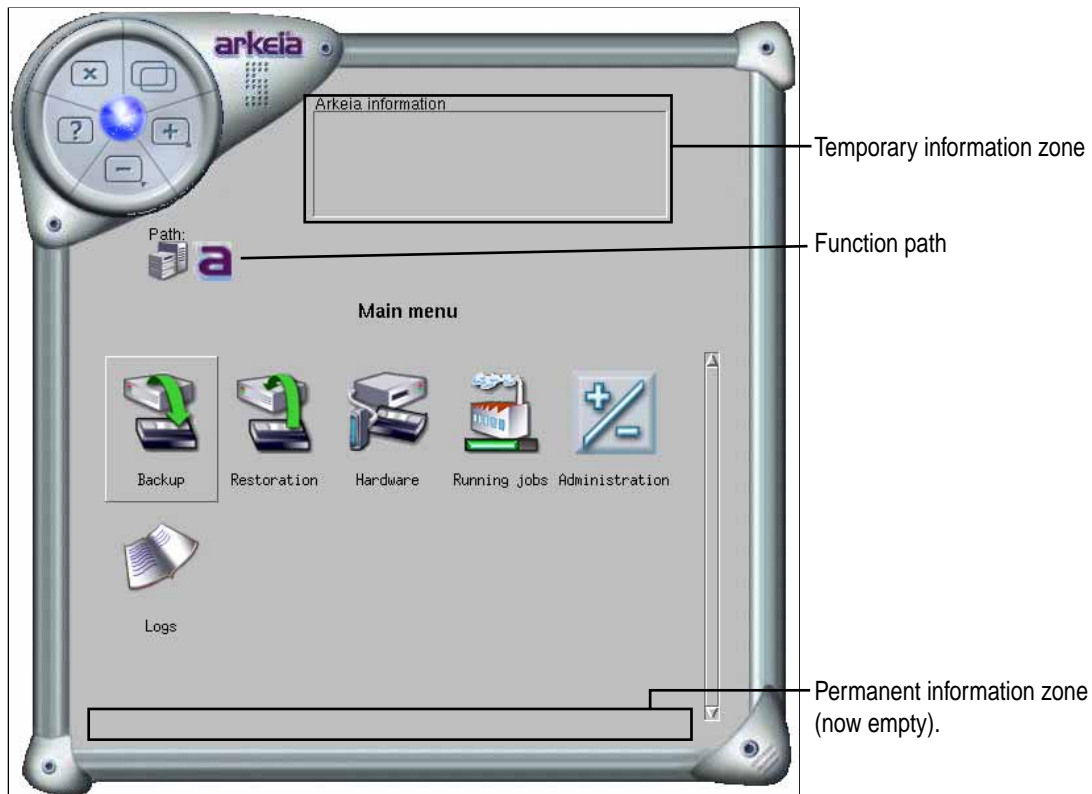 arkeia
5
Arkeia information
Temporary information zone
Path:
a
Function path
Main menu
Backup
Restoration
Hardware
Running jobs
Administration
Logs
Permanent information zone
(now empty).